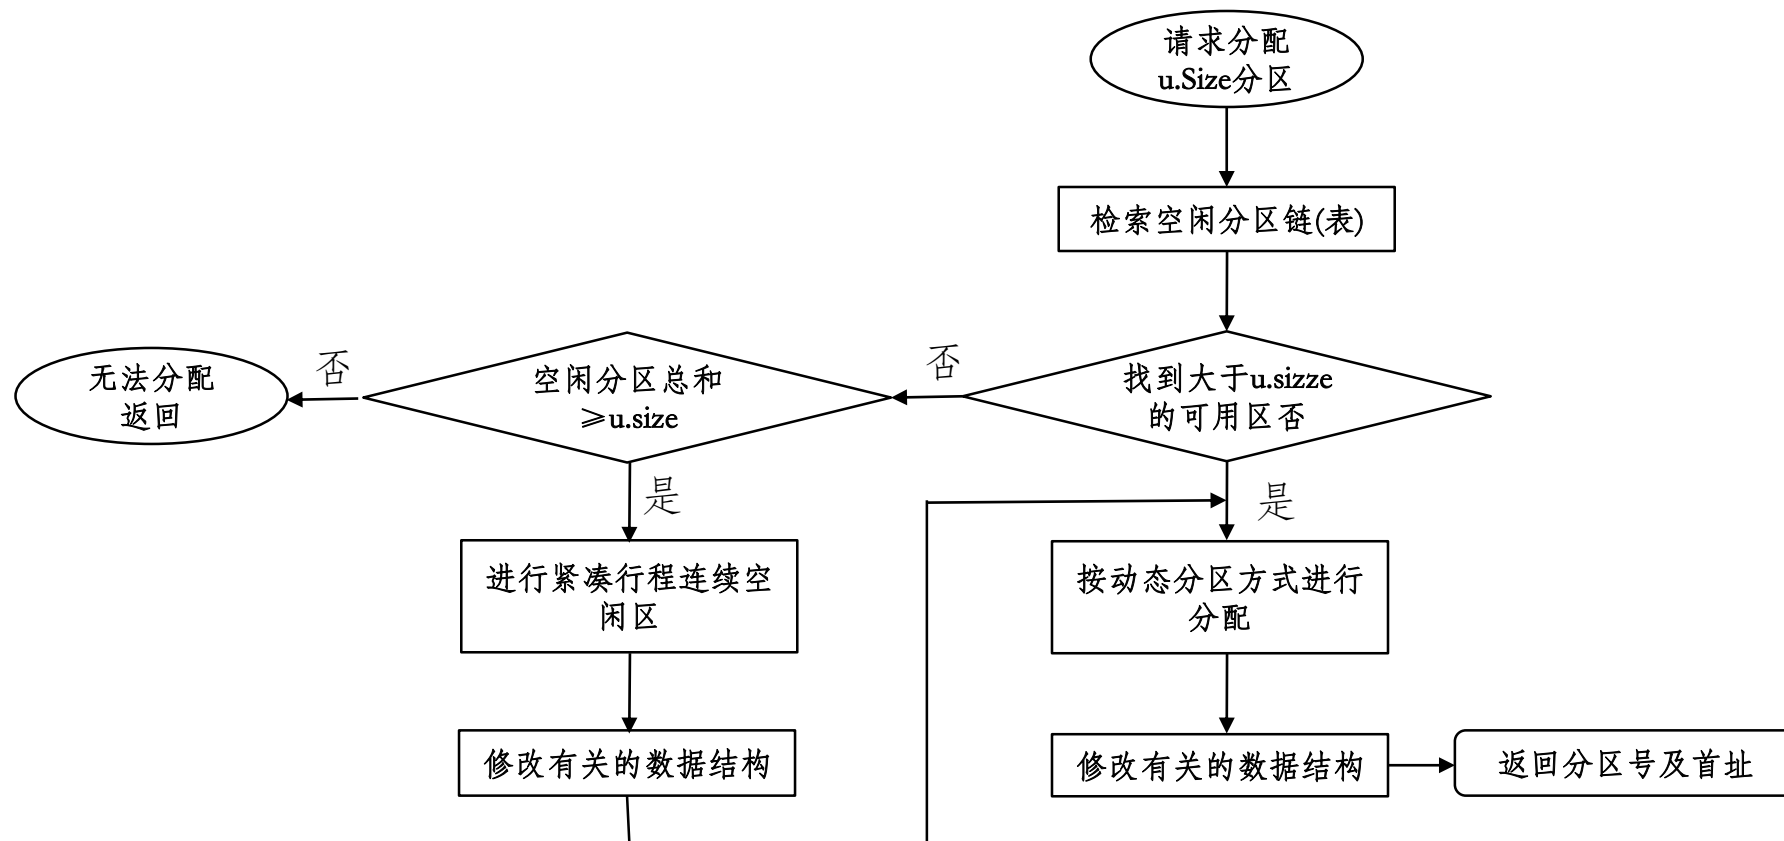 请求分配
u.Size分区
检索空闲分区链(表)
找到大于u.sizze
的可用区否
否
空闲分区总和
≥u.size
否
无法分配
返回
是
进行紧凑行程连续空
闲区
修改有关的数据结构
是
按动态分区方式进行
分配
修改有关的数据结构
返回分区号及首址